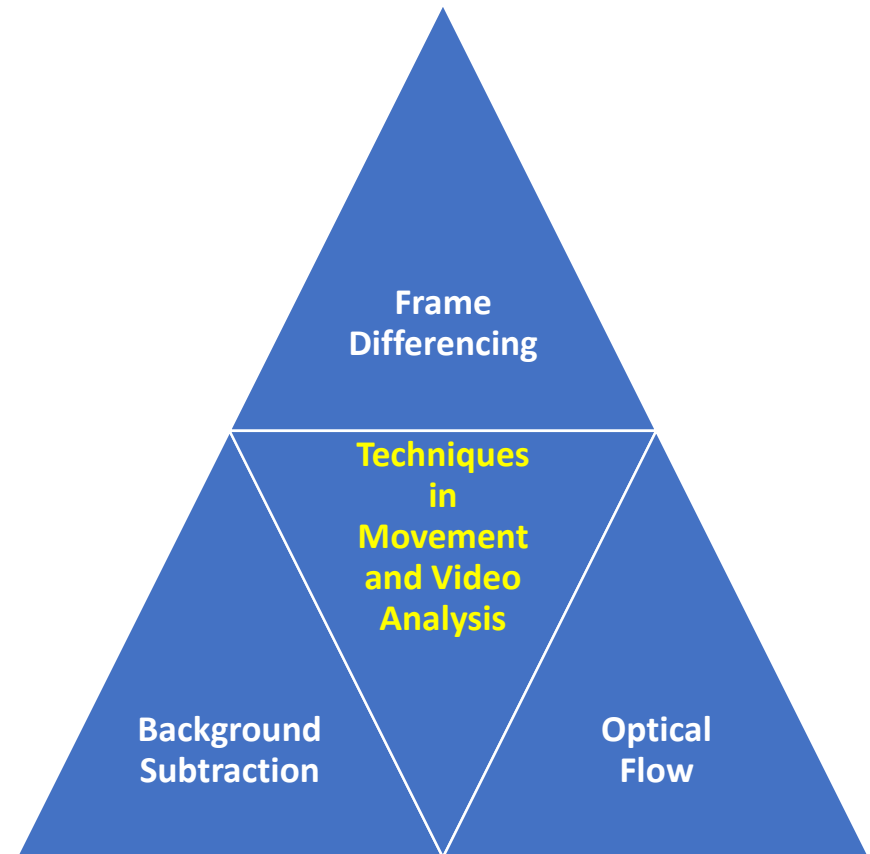 Frame
Differencing
Techniques
in
Movement
and Video
Analysis
Background
Subtraction
Optical
Flow